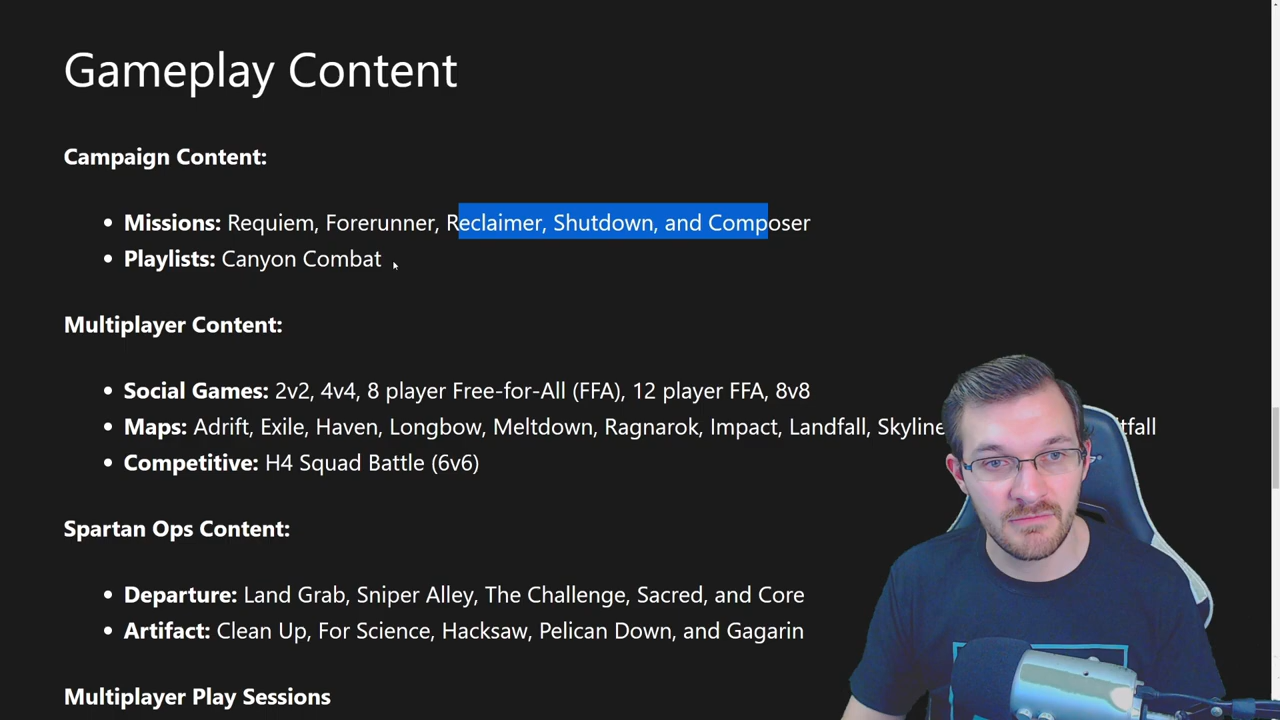 Gameplay Content
Campaign Content:
• Missions: Requiem, Forerunner, Reclaimer, Shutdown, and Composer
• Playlists: Canyon Combat
Multiplayer Content:
• Social Games: 2v2, 4v4, 8 player Free-for-All (FFA), 12 player FFA, 8v8
• Maps: Adrift, Exile, Haven, Longbow, Meltdown, Ragnarok, Impact, Landfall, Skyline
• Competitive: H4 Squad Battle (6v6)
Spartan Ops Content:
• Departure: Land Grab, Sniper Alley, The Challenge, Sacred, and Core
• Artifact: Clean Up, For Science, Hacksaw, Pelican Down, and Gagarin
Multiplayer Play Sessions